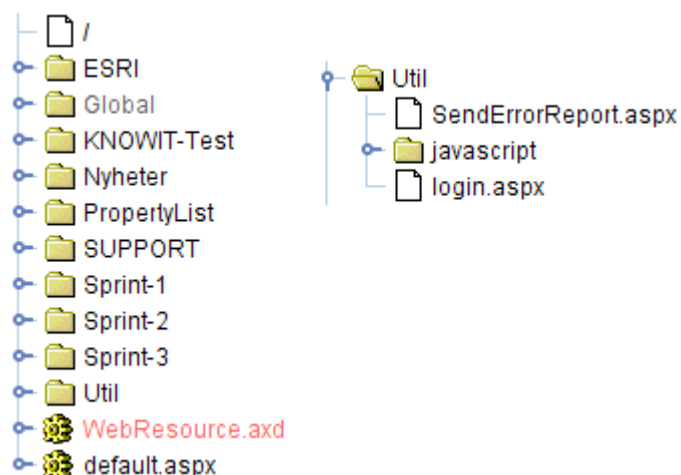 /
ESRI
Global
KNOWIT-Test
Nyheter
PropertyList
SUPPORT
Sprint-1
Sprint-2
Sprint-3
Util
WebResource.axd
default.aspx
Util
SendErrorReport.aspx
javascript
login.aspx